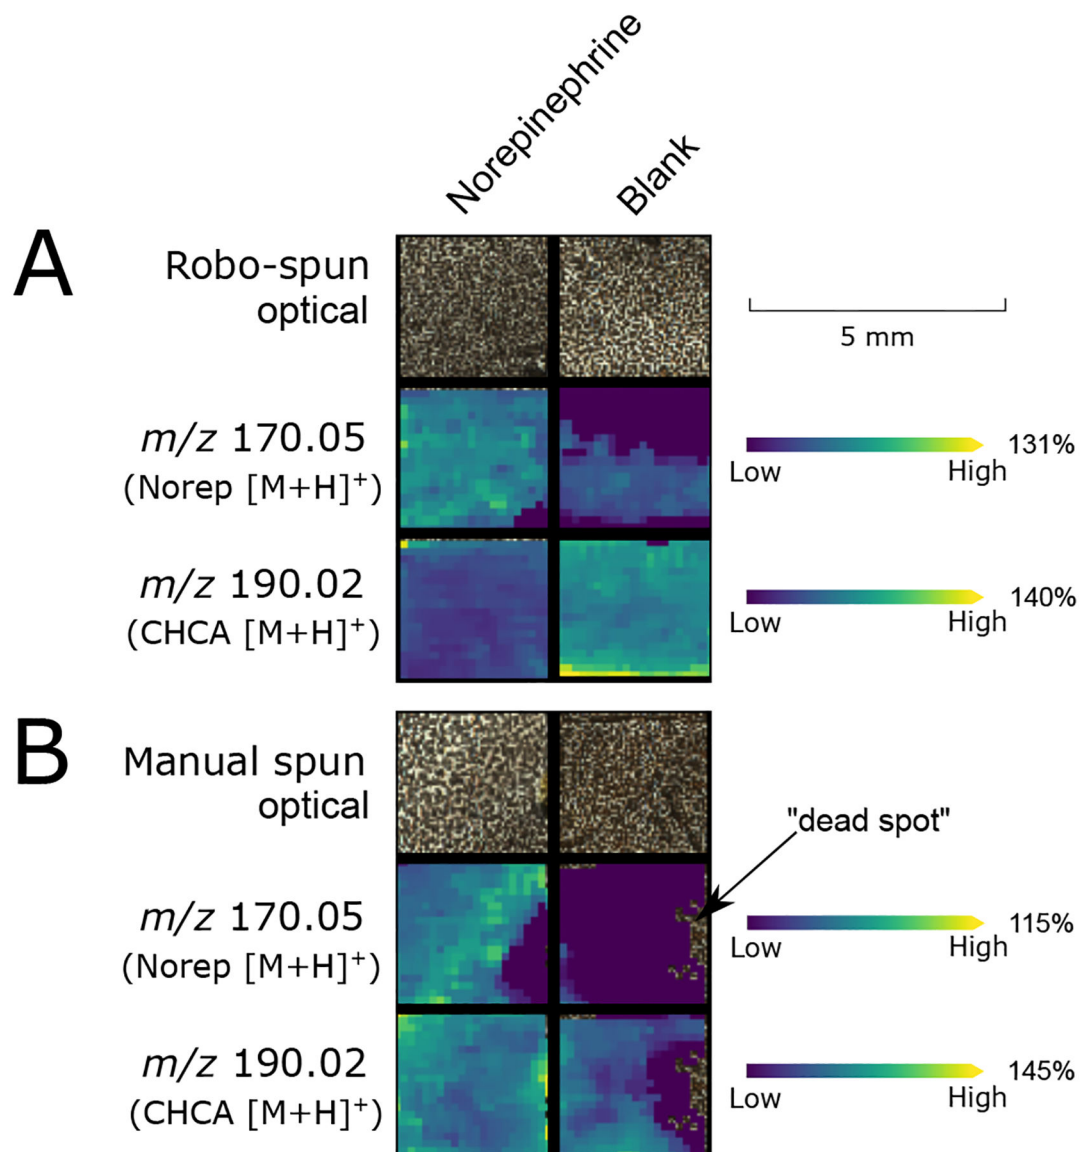 Norepinephrine
Blank
A
Robo-spun
optical
5 mm
m/z 170.05
(Norep [M+H]⁺)
131%
Low
High
m/z 190.02
(CHCA [M+H]⁺)
140%
Low
High
B
Manual spun
optical
"dead spot"
m/z 170.05
(Norep [M+H]⁺)
115%
Low
High
m/z 190.02
(CHCA [M+H]⁺)
145%
Low
High